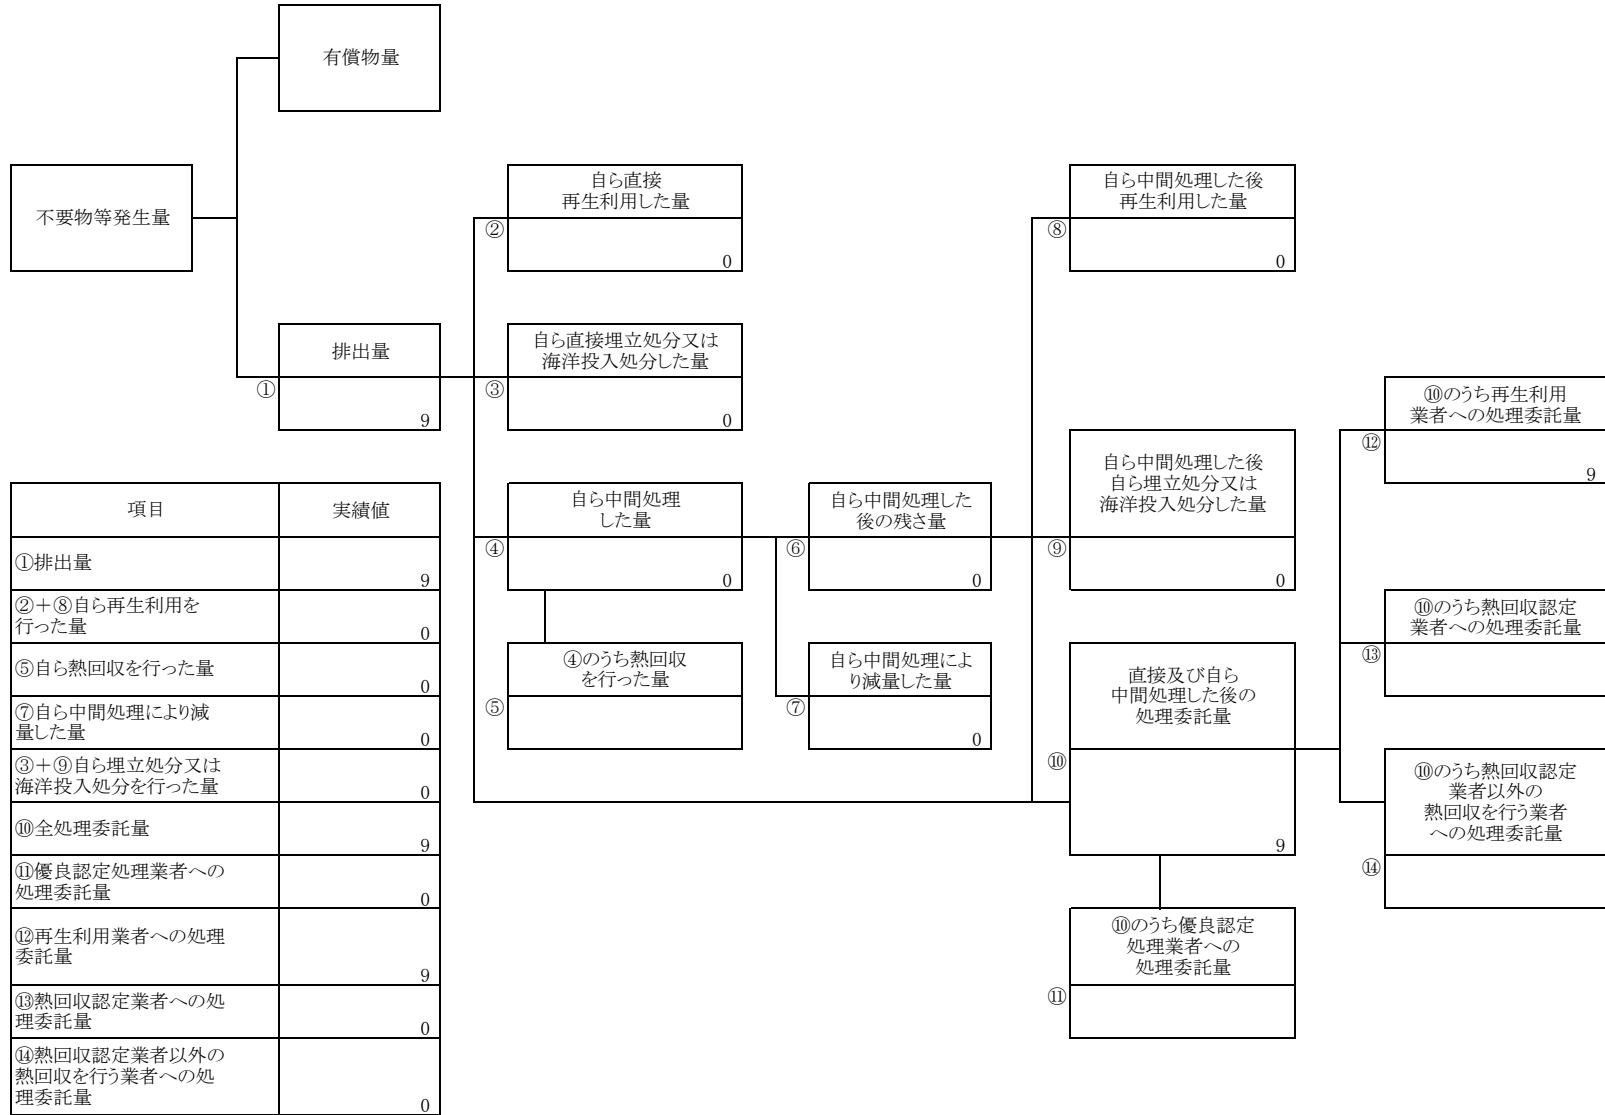 有償物量
不要物等発生量
自ら直接
再生利用した量
②
0
自ら中間処理した後
再生利用した量
⑧
0
排出量
①
9
自ら直接埋立処分又は
海洋投入処分した量
③
0
⑩のうち再生利用
業者への処理委託量
⑫
9
自ら中間処理した後
自ら埋立処分又は
海洋投入処分した量
⑨
0
自ら中間処理
した量
④
0
自ら中間処理した
後の残さ量
⑥
0
⑩のうち熱回収認定
業者への処理委託量
⑬
④のうち熱回収
を行った量
⑤
自ら中間処理によ
り減量した量
⑦
0
直接及び自ら
中間処理した後の
処理委託量
⑩
9
⑩のうち熱回収認定
業者以外の
熱回収を行う業者
への処理委託量
⑭
⑩のうち優良認定
処理業者への
処理委託量
⑪
項目 実績値
①排出量
9
②+⑧自ら再生利用を
行った量
0
⑤自ら熱回収を行った量
0
⑦自ら中間処理により減
量した量
0
③+⑨自ら埋立処分又は
海洋投入処分を行った量
0
⑩全処理委託量
9
⑪優良認定処理業者への
処理委託量
0
⑫再生利用業者への処理
委託量
9
⑬熱回収認定業者への処
理委託量
0
⑭熱回収認定業者以外の
熱回収を行う業者への処
理委託量
0